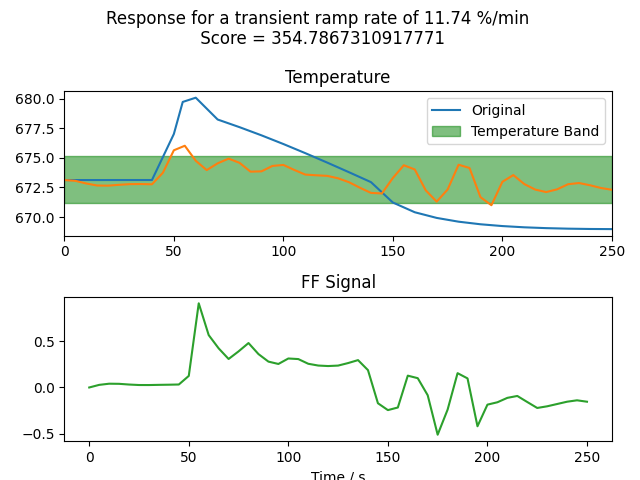 Response for a transient ramp rate of 11.74 %/min
Score = 354.7867310917771
Temperature
680.0
677.5
675.0
672.5
670.0
Original
Temperature Band
0 50 100 150 200 250
FF Signal
0.5
0.0
−0.5
0 50 100 150 200 250
Time / s